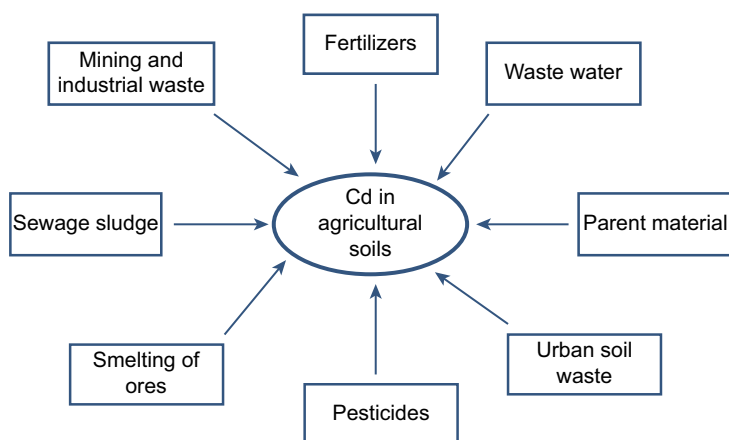 Fertilizers
Mining and
industrial waste
Waste water
Cd in
agricultural
soils
Sewage sludge
Parent material
Smelting of
ores
Urban soil
waste
Pesticides